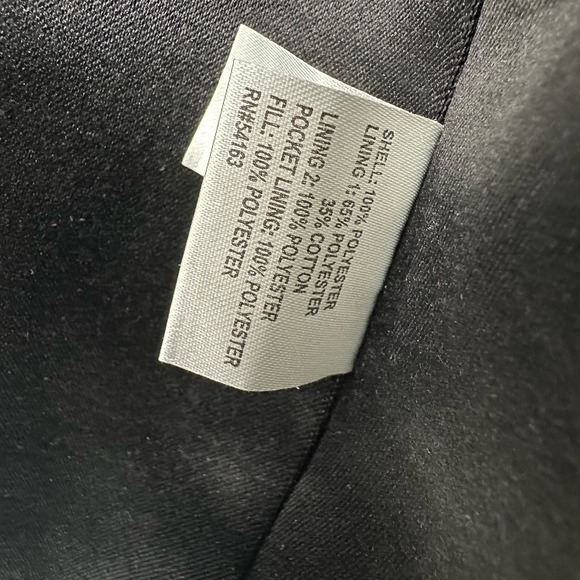 SHELL: 100% POLYESTER
LINING 1: 65% POLYESTER
35% COTTON
LINING 2: 100% POLYESTER
POCKET LINING: 100% POLYESTER
FILL: 100% POLYESTER
RN#54163